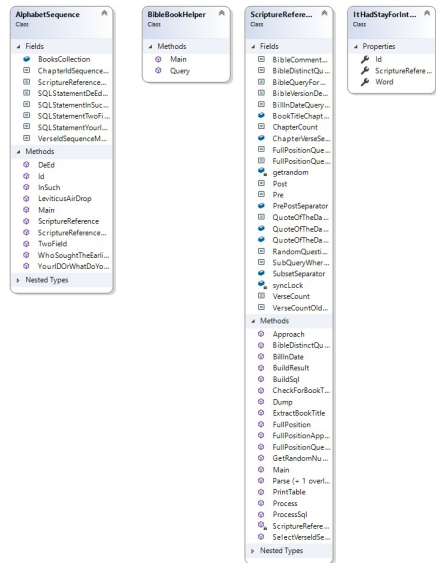 AlphabetSequence
Class
Fields
BooksCollection
ChapterIdSequence...
ScriptureReference...
SQLStatementDeEd...
SQLStatementInSuc...
SQLStatementTwoFi...
SQLStatementYourI...
VerseIdSequenceM...
Methods
DeEd
Id
InSuch
LeviticusAirDrop
Main
ScriptureReference
ScriptureReference...
TwoField
WhoSoughtTheEarli...
YourIDOrWhatDoYo...
Nested Types
BibleBookHelper
Class
Methods
Main
Query
ScriptureRefere...
Class
Fields
BibleComment...
BibleDistinctQu...
BibleQueryFor...
BibleVersionDe...
BillInDateQuery...
BookTitleChapt...
ChapterCount
ChapterVerseSe...
FullPositionQue...
FullPositionQue...
getrandom
Post
Pre
PrePostSeparator
QuoteOfTheDa...
QuoteOfTheDa...
QuoteOfTheDa...
RandomQuesti...
SubQueryWher...
SubsetSeparator
syncLock
VerseCount
VerseCountOld...
Methods
Approach
BibleDistinctQu...
BillInDate
BuildResult
BuildSql
CheckForBookT...
Dump
ExtractBookTitle
FullPosition
FullPositionApp...
FullPositionQue...
GetRandomNu...
Main
Parse (+ 1 overl...
PrintTable
Process
ProcessSql
ScriptureRefere...
SelectVerseIdSe...
Nested Types
ItHadStayForInt...
Class
Properties
Id
ScriptureRefere...
Word